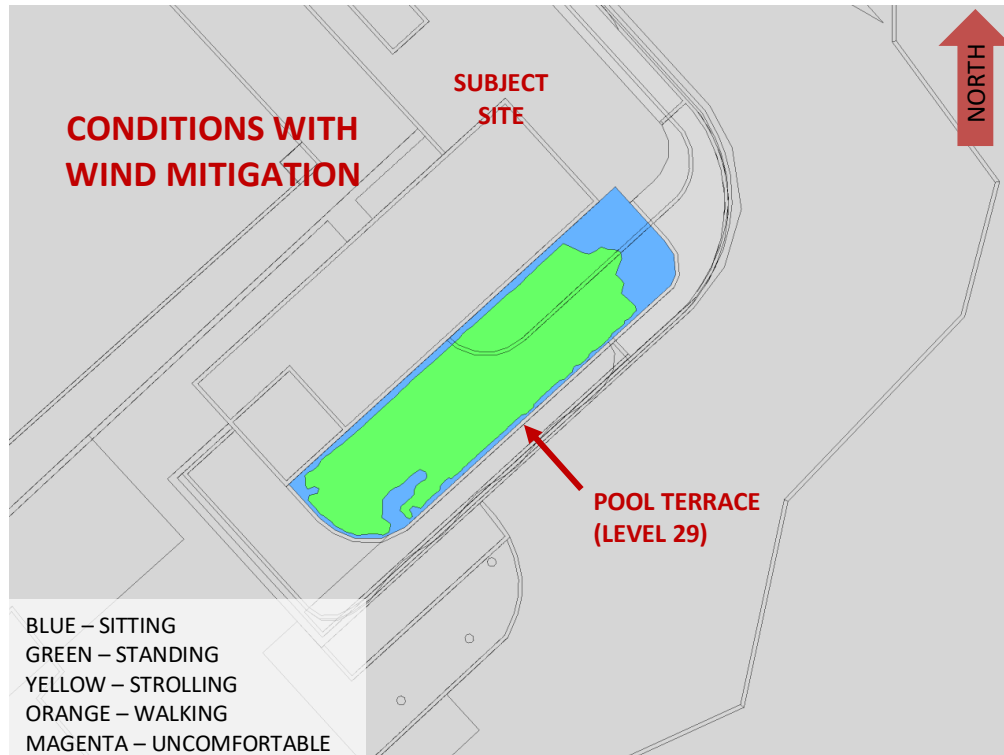 CONDITIONS WITH
WIND MITIGATION
SUBJECT
SITE
NORTH
POOL TERRACE
(LEVEL 29)
BLUE – SITTING
GREEN – STANDING
YELLOW – STROLLING
ORANGE – WALKING
MAGENTA – UNCOMFORTABLE